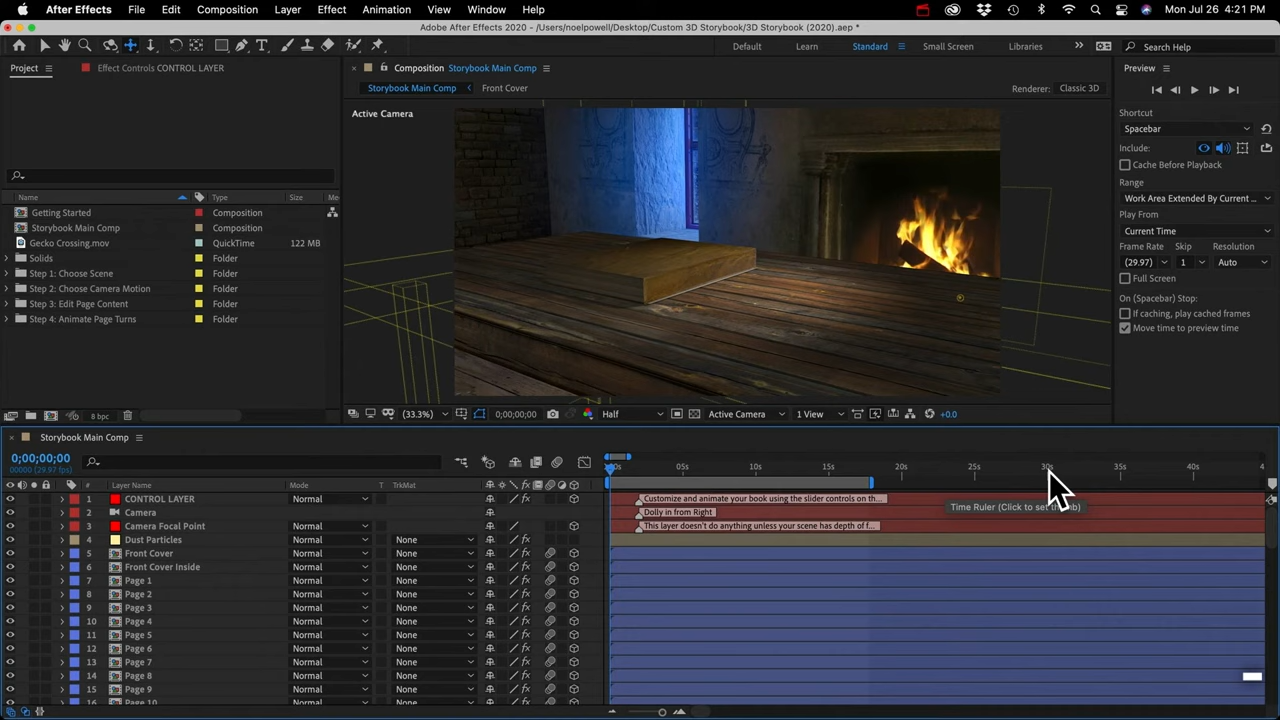 After Effects File Edit Composition Layer Effect Animation View Window Help Mon Jul 26 4:21 PM
Adobe After Effects 2020 - /Users/noelpowell/Desktop/Custom 3D Storybook/3D Storybook (2020).aep *
Default Learn Standard Small Screen Libraries Search Help
Project Effect Controls CONTROL LAYER
Composition Storybook Main Comp
Preview
Storybook Main Comp Front Cover
Renderer: Classic 3D
Active Camera
Shortcut
Spacebar
Include:
Cache Before Playback
Range
Work Area Extended By Current ...
Play From
Current Time
Frame Rate Skip Resolution
(29.97) 1 Auto
Full Screen
On (Spacebar) Stop:
If caching, play cached frames
Move time to preview time
Name Type Size Me
Getting Started Composition
Storybook Main Comp Composition
Gecko Crossing.mov QuickTime 122 MB
Solids Folder
Step 1: Choose Scene Folder
Step 2: Choose Camera Motion Folder
Step 3: Edit Page Content Folder
Step 4: Animate Page Turns Folder
8 bpc
(33.3%) 0;00;00;00 Half Active Camera 1 View +0.0
Storybook Main Comp
0;00;00;00
00000 (29.97 fps)
:00s 05s 10s 15s 20s 25s 30s 35s 40s 4
# Layer Name Mode T TrkMat
1 CONTROL LAYER Normal Customize and animate your book using the slider controls on th...
2 Camera Dolly in from Right
Time Ruler (Click to set
3 Camera Focal Point Normal This layer doesn't do anything unless your scene has depth of f...
4 Dust Particles Normal None
5 Front Cover Normal None
6 Front Cover Inside Normal None
7 Page 1 Normal None
8 Page 2 Normal None
9 Page 3 Normal None
10 Page 4 Normal None
11 Page 5 Normal None
12 Page 6 Normal None
13 Page 7 Normal None
14 Page 8 Normal None
15 Page 9 Normal None
16 Page 10 Normal None